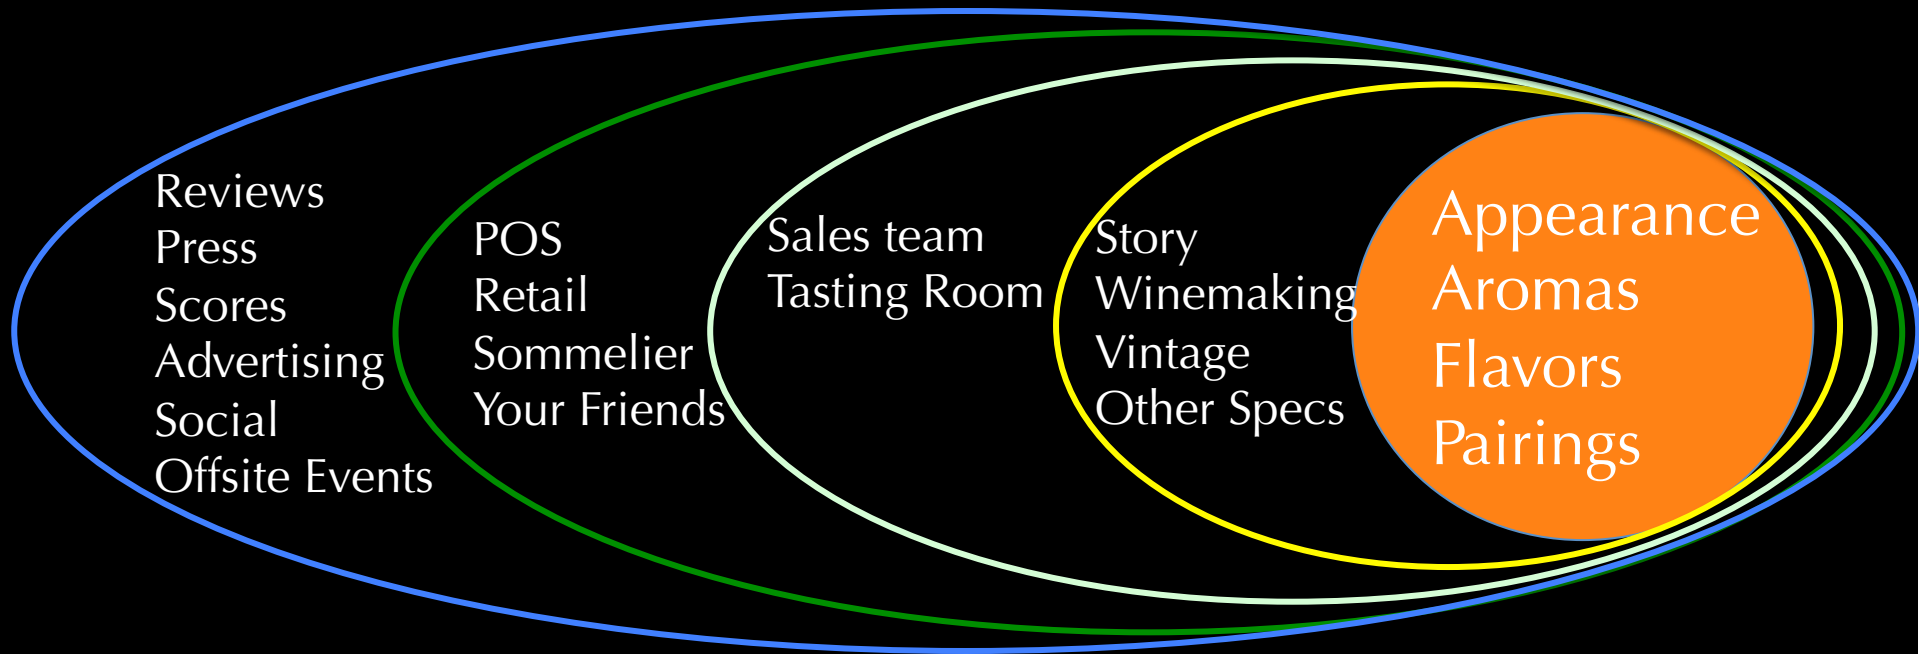 Reviews
Press
Scores
Advertising
Social
Offsite Events
POS
Retail
Sommelier
Your Friends
Sales team
Tasting Room
Story
Winemaking
Vintage
Other Specs
Appearance
Aromas
Flavors
Pairings